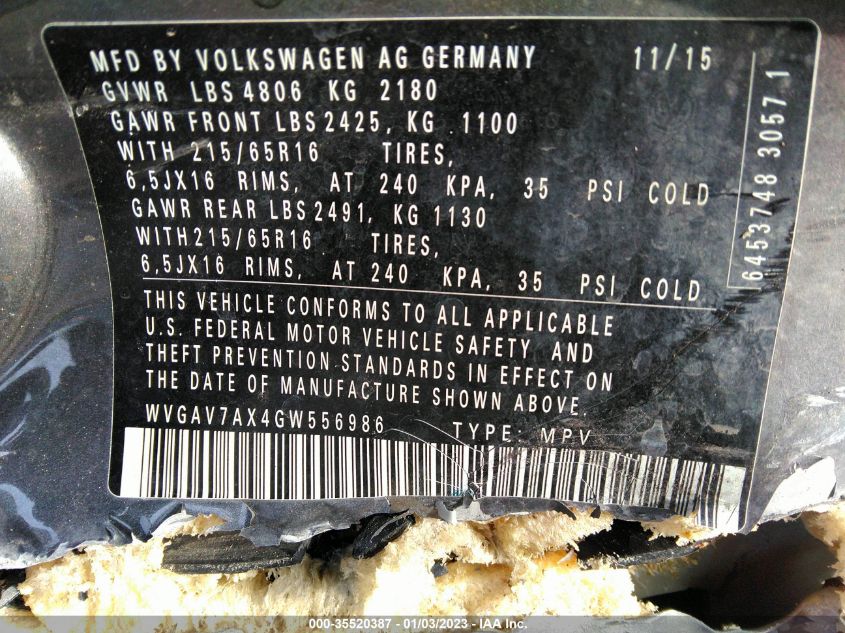 MFD BY VOLKSWAGEN AG GERMANY 11/15
GVWR LBS 4806 KG 2180
GAWR FRONT LBS 2425, KG 1100
WITH 215/65R16 TIRES,
6,5JX16 RIMS, AT 240 KPA, 35 PSI COLD
GAWR REAR LBS 2491, KG 1130
WITH 215/65R16 TIRES,
6,5JX16 RIMS, AT 240 KPA, 35 PSI COLD
THIS VEHICLE CONFORMS TO ALL APPLICABLE
U.S. FEDERAL MOTOR VEHICLE SAFETY AND
THEFT PREVENTION STANDARDS IN EFFECT ON
THE DATE OF MANUFACTURE SHOWN ABOVE
WVGAV7AX4GW556986 TYPE: MPV
6453748 3057 1
000-35520387 - 01/03/2023 - IAA Inc.